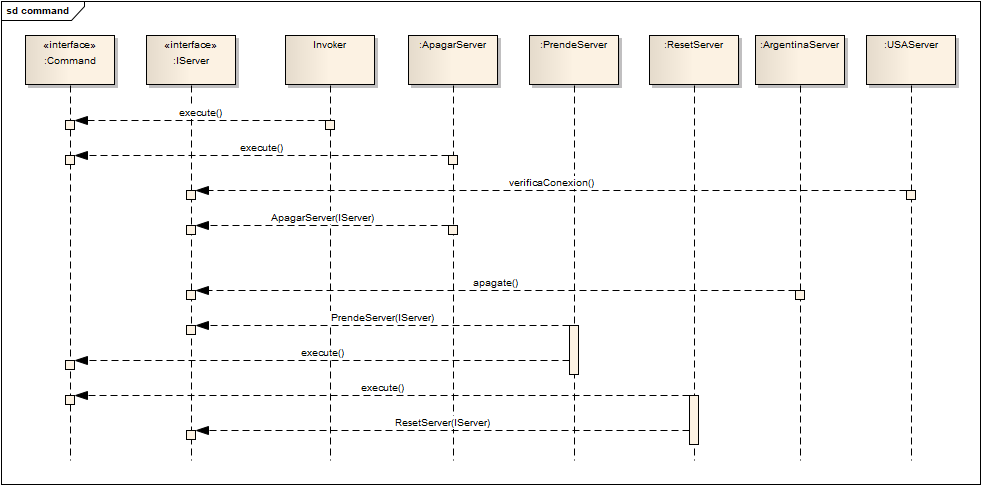 sd command
«interface»
:Command
«interface»
:IServer
Invoker
:ApagarServer
:PrendeServer
:ResetServer
:ArgentinaServer
:USAServer
execute()
execute()
verificaConexion()
ApagarServer(IServer)
apagate()
PrendeServer(IServer)
execute()
execute()
ResetServer(IServer)